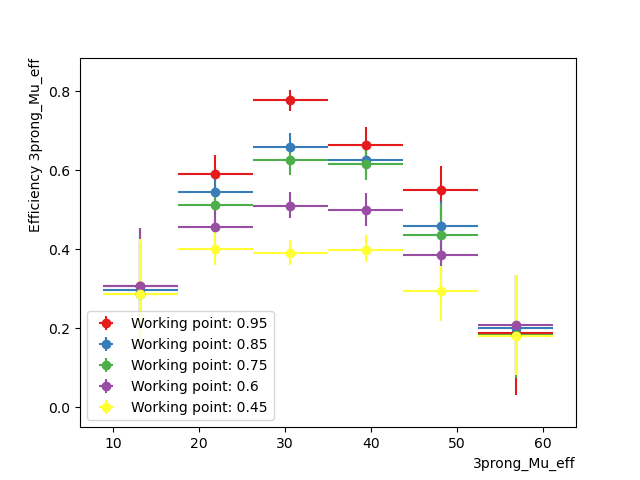 Efficiency 3prong_Mu_eff
0.8
0.6
0.4
0.2
0.0
Working point: 0.95
Working point: 0.85
Working point: 0.75
Working point: 0.6
Working point: 0.45
10 20 30 40 50 60
3prong_Mu_eff